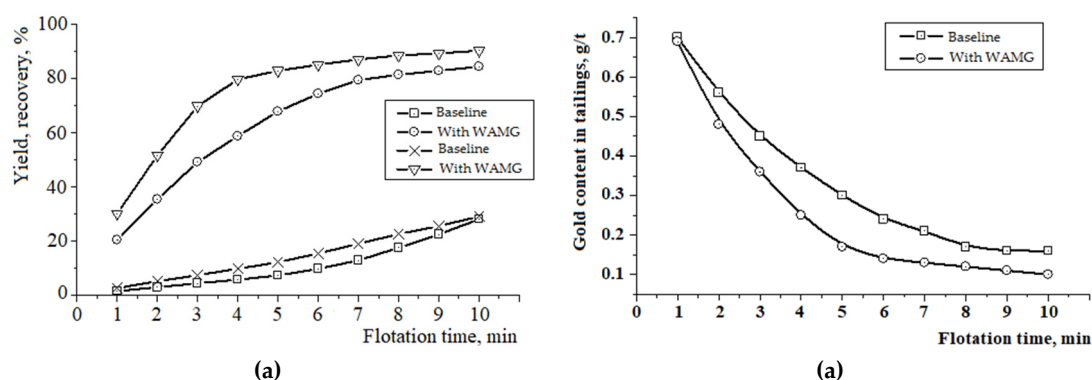 Yield, recovery, %
100
80
60
40
20
0
Baseline
With WAMG
Baseline
With WAMG
0 1 2 3 4 5 6 7 8 9 10
Flotation time, min
(a)
Gold content in tailings, g/t
0.7
0.6
0.5
0.4
0.3
0.2
0.1
Baseline
With WAMG
0 1 2 3 4 5 6 7 8 9 10
Flotation time, min
(a)